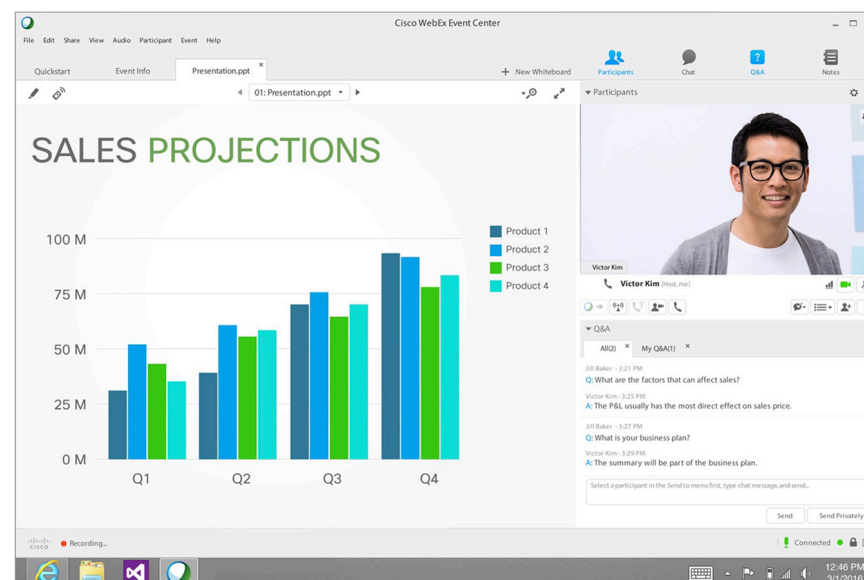 Cisco WebEx Event Center
File Edit Share View Audio Participant Event Help
Quickstart Event Info Presentation.ppt + New Whiteboard Participants Chat Q&A Notes
01: Presentation.ppt
Participants
SALES PROJECTIONS
100 M
75 M
50 M
25 M
0 M
Q1 Q2 Q3 Q4
Product 1
Product 2
Product 3
Product 4
Victor Kim
Victor Kim (Host, me)
Q&A
All(2) My Q&A(1)
Jill Baker - 3:21 PM
Q: What are the factors that can affect sales?
Victor Kim - 3:25 PM
A: The P&L usually has the most direct effect on sales price.
Jill Baker - 3:27 PM
Q: What is your business plan?
Victor Kim - 3:29 PM
A: The summary will be part of the business plan.
Select a participant in the Send to menu first, type chat message, and send...
Send Send Privately
CISCO Recording... Connected
12:46 PM